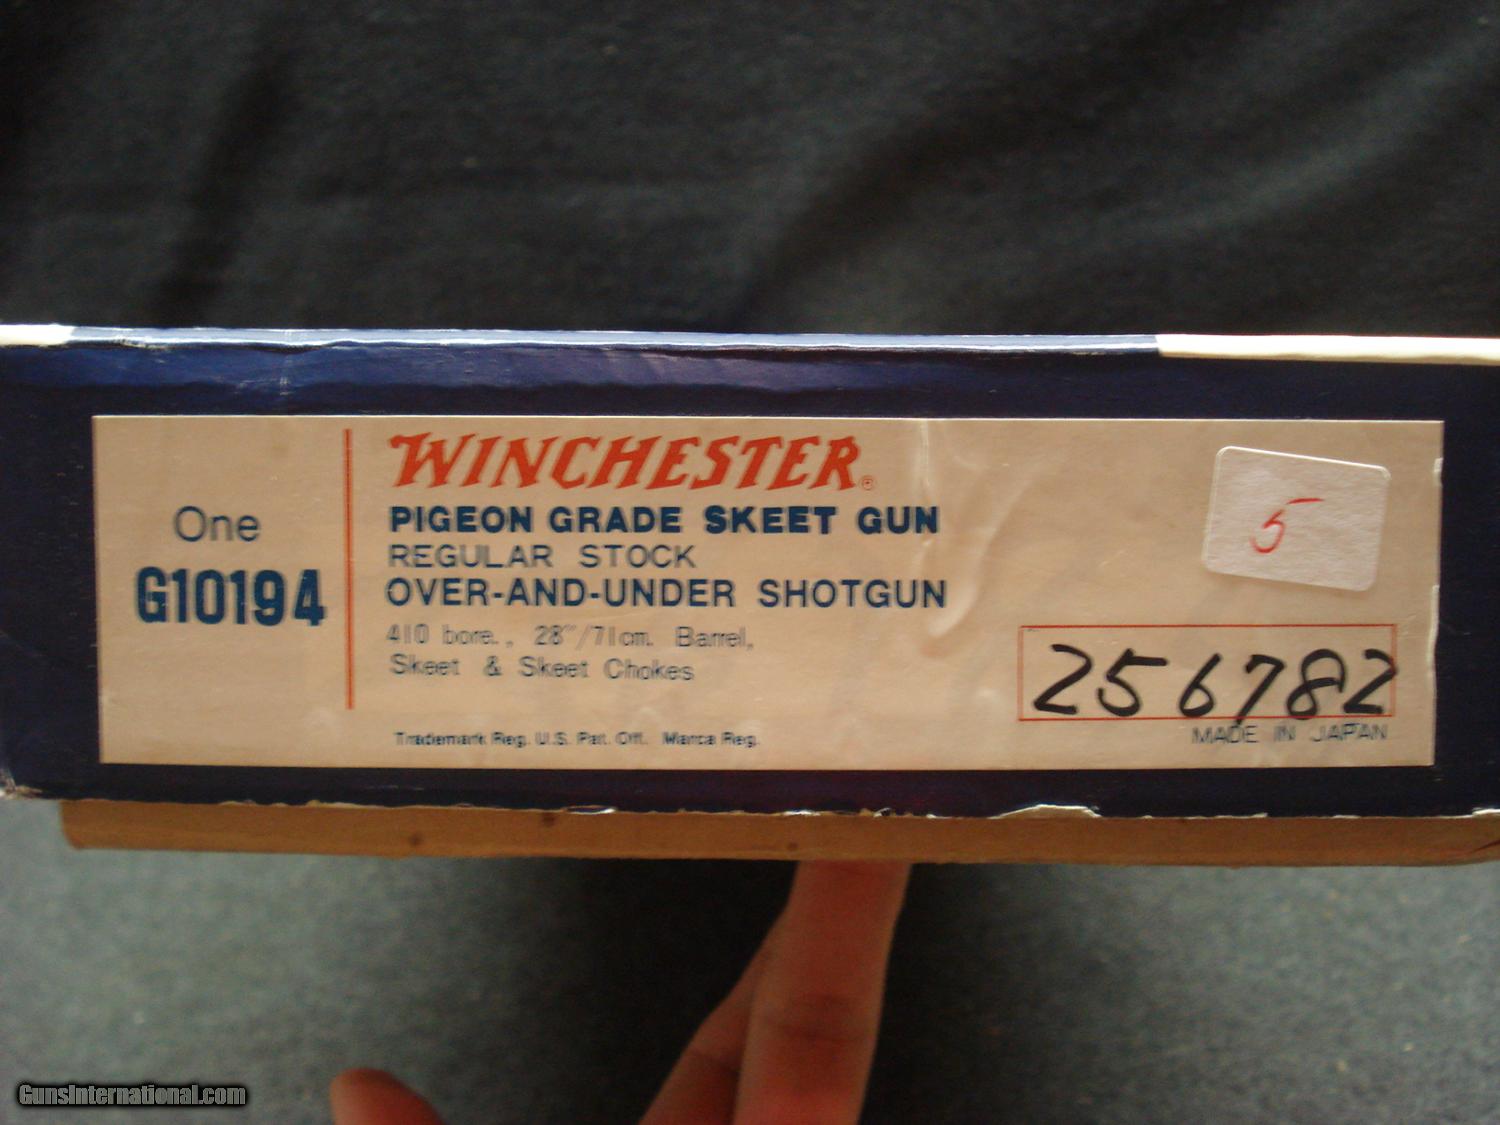 One
G10194
WINCHESTER®
PIGEON GRADE SKEET GUN
REGULAR STOCK
OVER-AND-UNDER SHOTGUN
410 bore., 28"/71cm. Barrel,
Skeet & Skeet Chokes
Trademark Reg. U.S. Pat. Off. Marca Reg.
5
256782
MADE IN JAPAN
GunsInternational.com